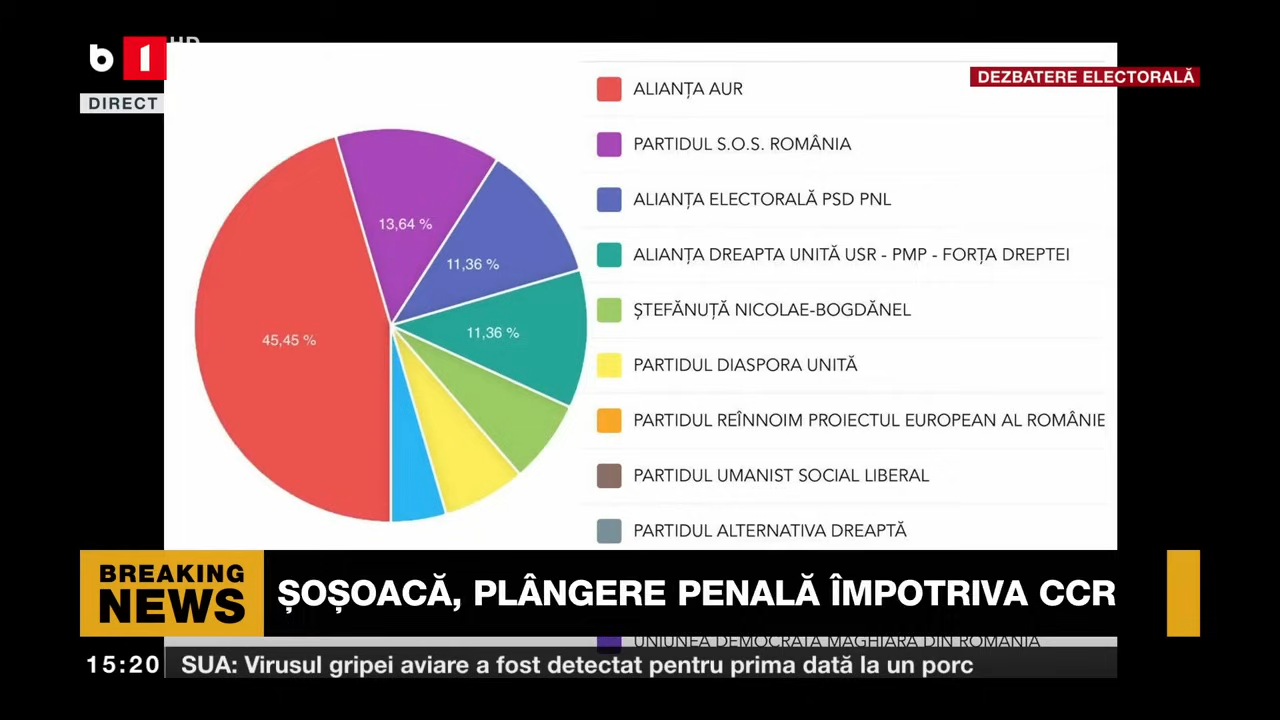 b 1
HD
DIRECT
DEZBATERE ELECTORALĂ
ALIANȚA AUR
PARTIDUL S.O.S. ROMÂNIA
ALIANȚA ELECTORALĂ PSD PNL
ALIANȚA DREAPTA UNITĂ USR - PMP - FORȚA DREPTEI
ȘTEFĂNUȚĂ NICOLAE-BOGDĂNEL
PARTIDUL DIASPORA UNITĂ
PARTIDUL REÎNNOIM PROIECTUL EUROPEAN AL ROMÂNIE
PARTIDUL UMANIST SOCIAL LIBERAL
PARTIDUL ALTERNATIVA DREAPTĂ
13,64 %
11,36 %
11,36 %
45,45 %
BREAKING
NEWS
ȘOȘOACĂ, PLÂNGERE PENALĂ ÎMPOTRIVA CCR
UNIUNEA DEMOCRATĂ MAGHIARĂ DIN ROMÂNIA
15:20 SUA: Virusul gripei aviare a fost detectat pentru prima dată la un porc